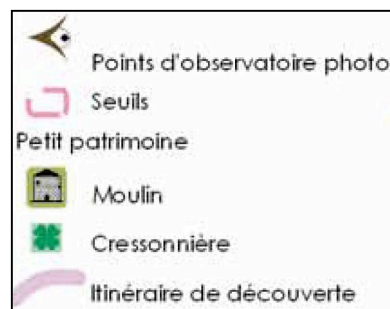 Points d'observatoire photo
Seuils
Petit patrimoine
Moulin
Cressonnière
Itinéraire de découverte